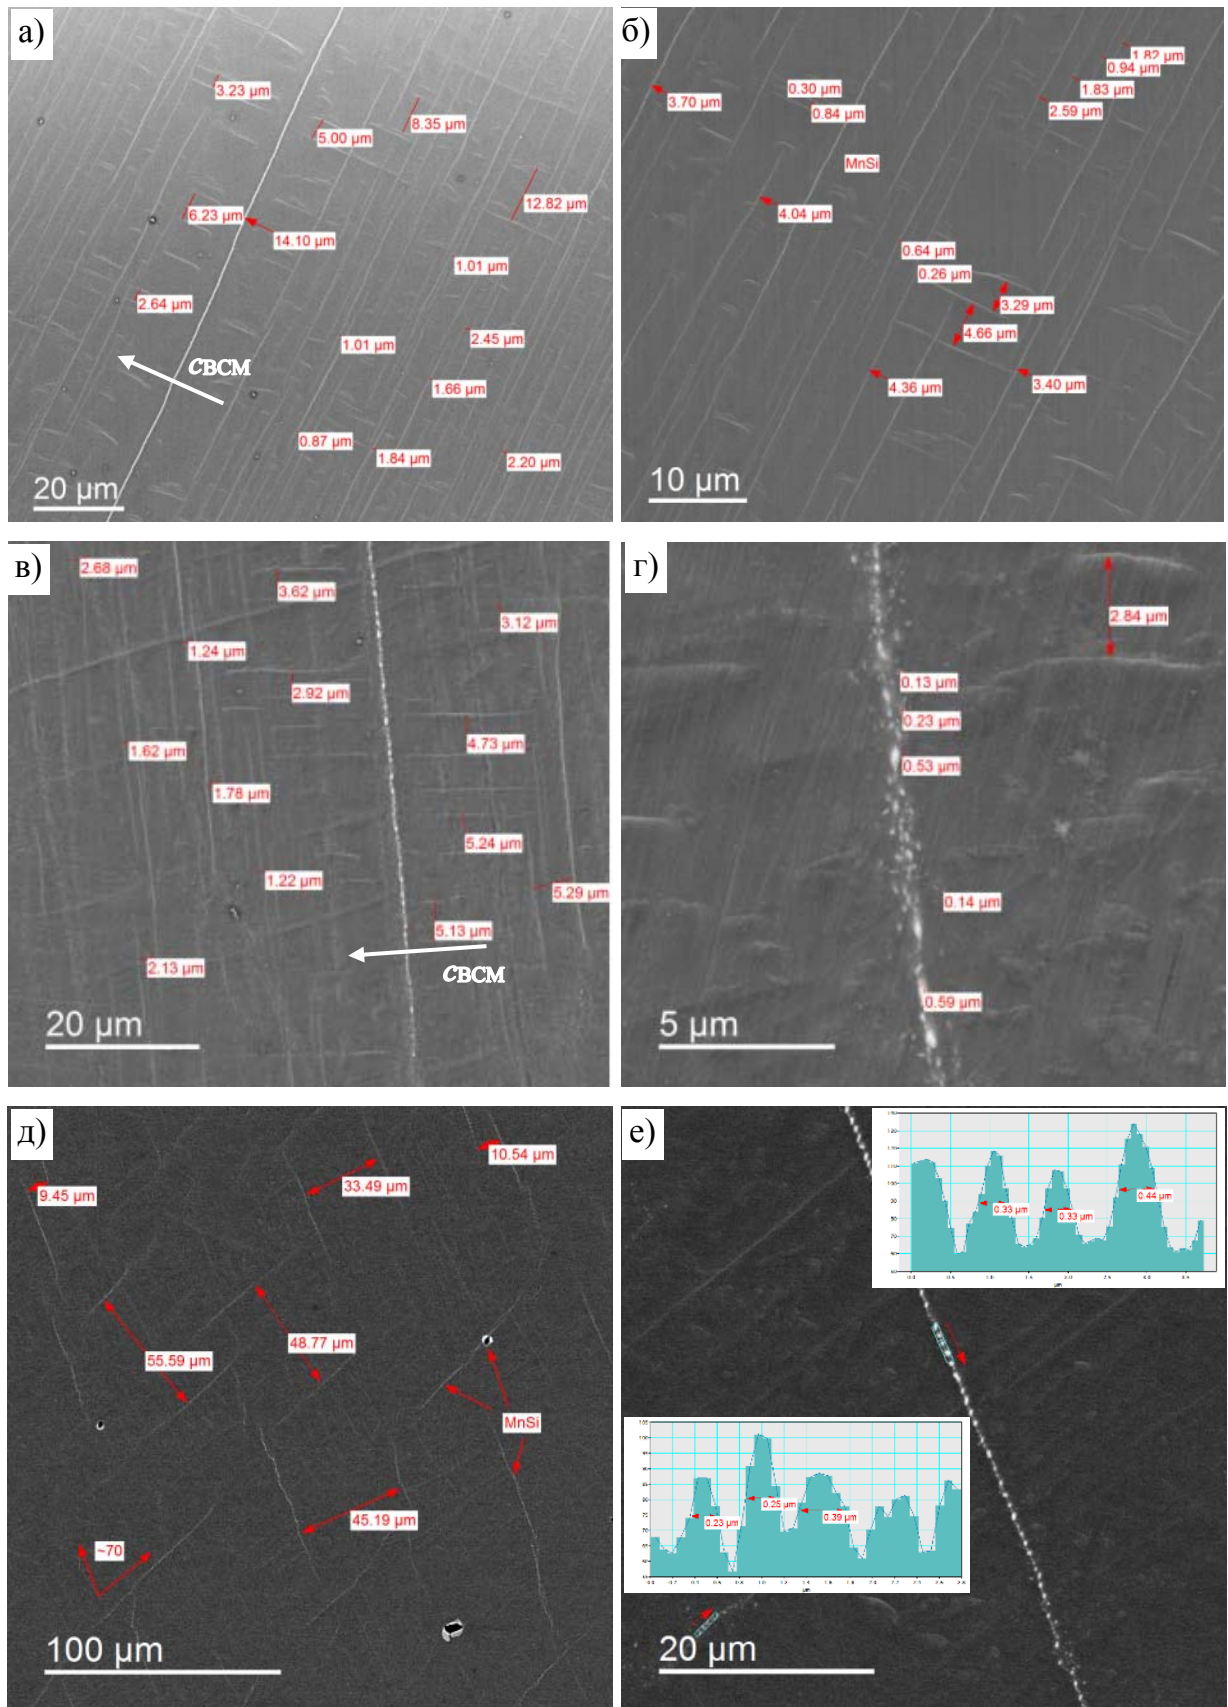 а)
3.23 µm
5.00 µm
8.35 µm
12.82 µm
6.23 µm
14.10 µm
1.01 µm
2.64 µm
2.45 µm
1.01 µm
cВСМ
1.66 µm
0.87 µm
1.84 µm
2.20 µm
20 µm
б)
1.82 µm
0.94 µm
0.30 µm
1.83 µm
3.70 µm
0.84 µm
2.59 µm
MnSi
4.04 µm
0.64 µm
0.26 µm
3.29 µm
4.66 µm
4.36 µm
3.40 µm
10 µm
в)
2.68 µm
3.62 µm
3.12 µm
1.24 µm
2.92 µm
1.62 µm
4.73 µm
1.78 µm
5.24 µm
1.22 µm
5.29 µm
5.13 µm
2.13 µm
cВСМ
20 µm
г)
2.84 µm
0.13 µm
0.23 µm
0.53 µm
0.14 µm
0.59 µm
5 µm
д)
10.54 µm
33.49 µm
9.45 µm
48.77 µm
55.59 µm
MnSi
45.19 µm
~70
100 µm
е)
0.44 µm
0.33 µm
0.33 µm
µm
0.25 µm
0.23 µm
0.39 µm
µm
20 µm